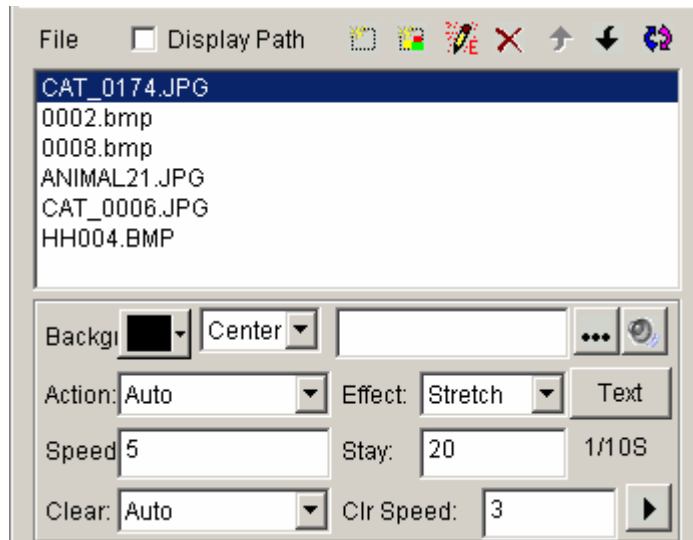 File Display Path E
CAT_0174.JPG
0002.bmp
0008.bmp
ANIMAL21.JPG
CAT_0006.JPG
HH004.BMP
Backgr Center ...
Action: Auto Effect: Stretch Text
Speed 5 Stay: 20 1/10S
Clear: Auto Clr Speed: 3